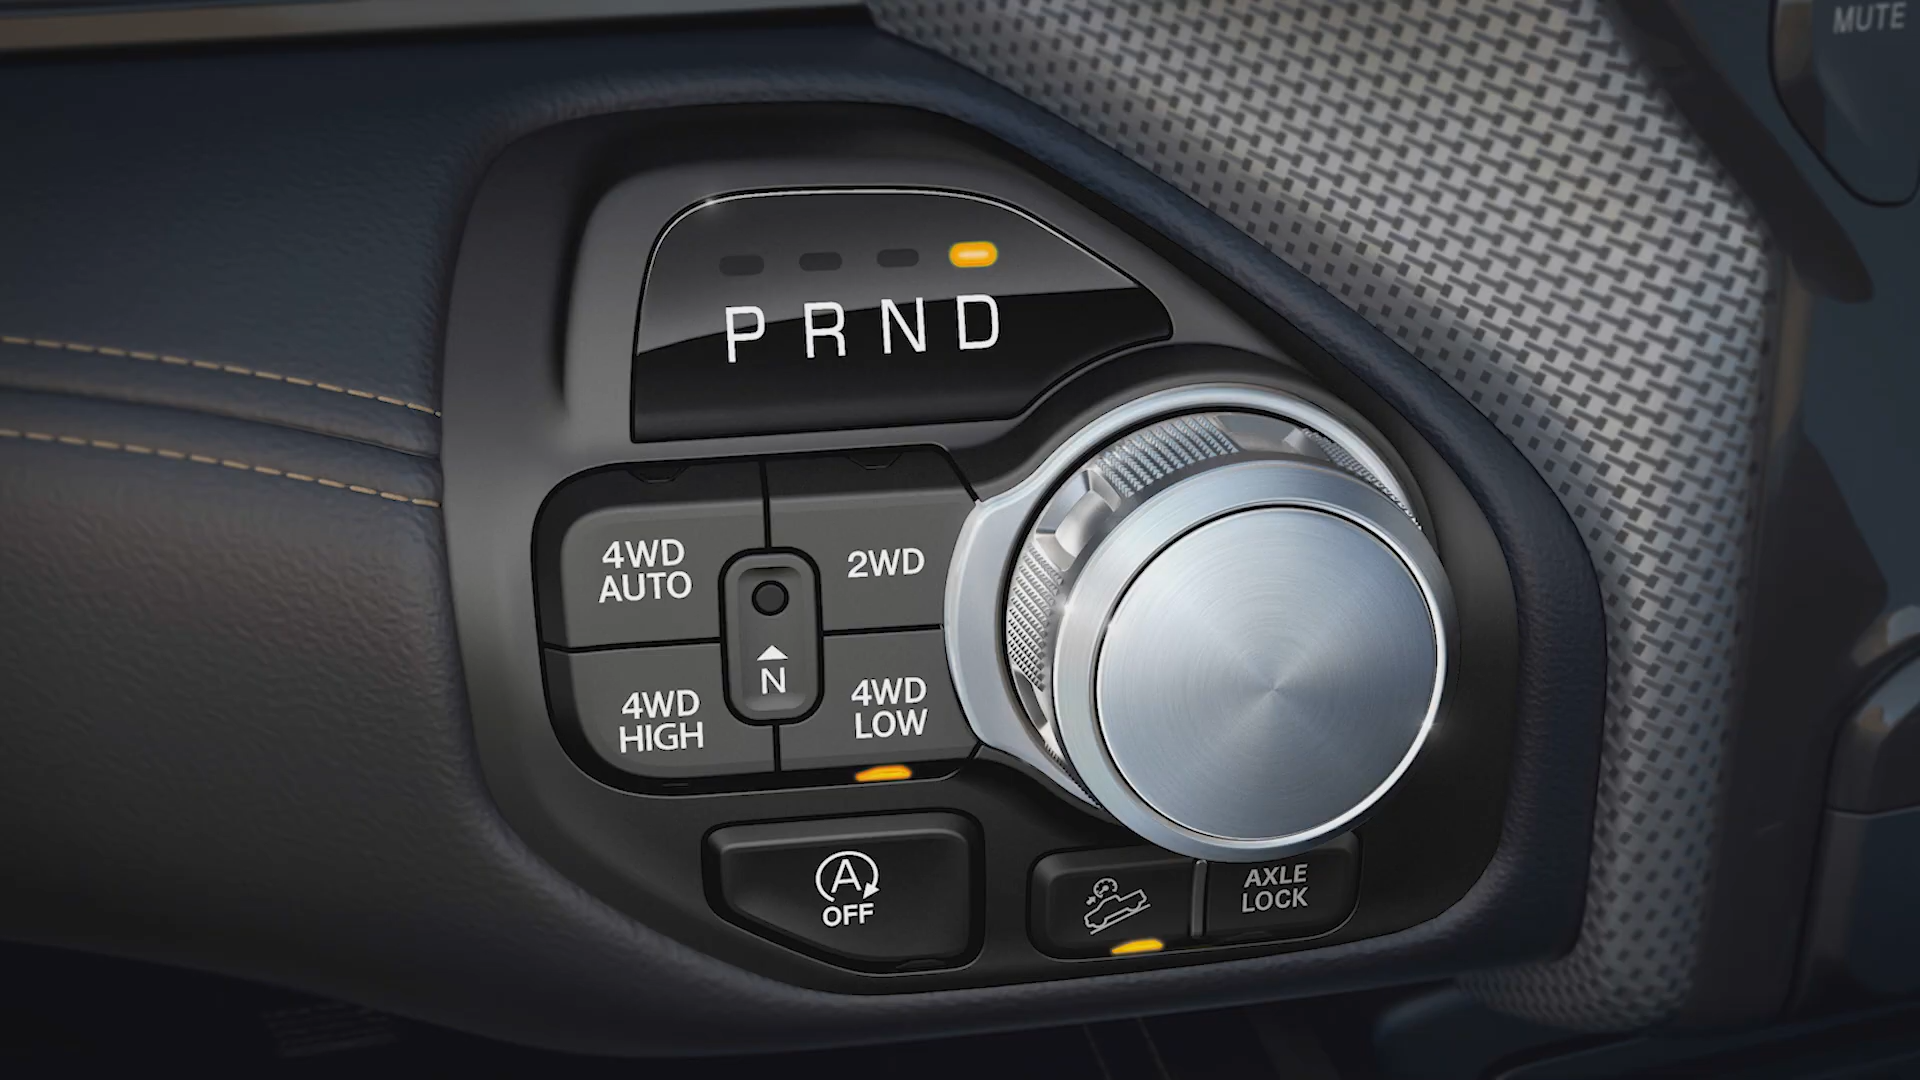 MUTE
P R N D
4WD
AUTO
2WD
N
4WD
HIGH
4WD
LOW
A
OFF
AXLE
LOCK